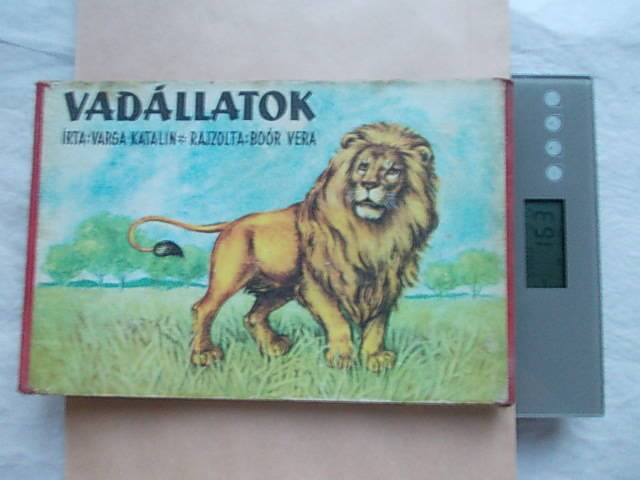 VADÁLLATOK
ÍRTA: VARGA KATALIN * RAJZOLTA: BOÓR VERA
163